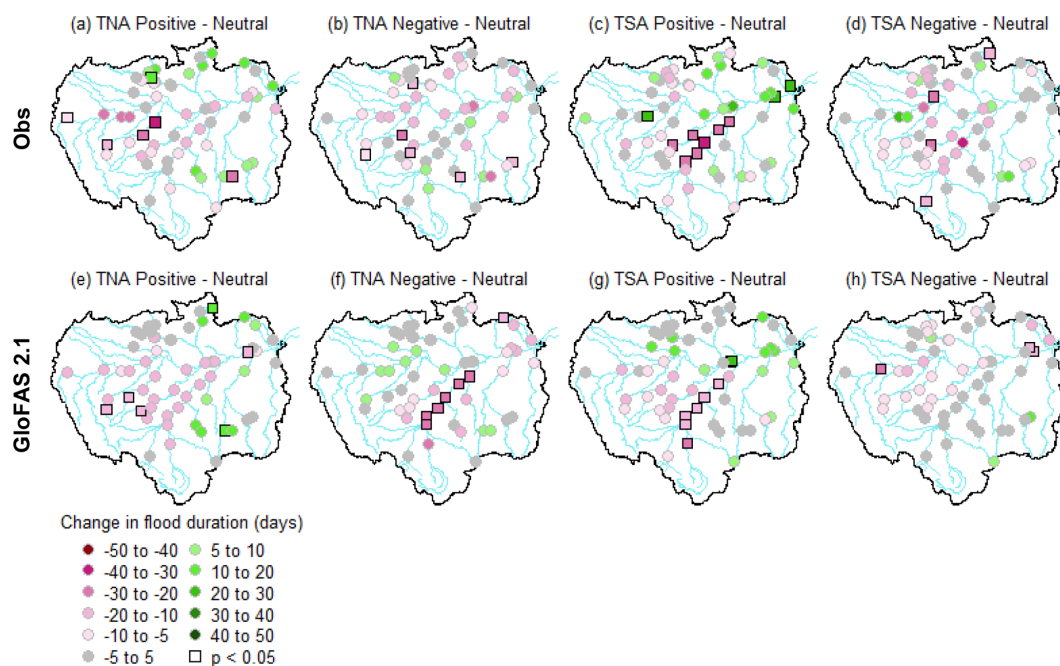 (a) TNA Positive - Neutral
(b) TNA Negative - Neutral
(c) TSA Positive - Neutral
(d) TSA Negative - Neutral
Obs
(e) TNA Positive - Neutral
(f) TNA Negative - Neutral
(g) TSA Positive - Neutral
(h) TSA Negative - Neutral
GloFAS 2.1
Change in flood duration (days)
-50 to -40
-40 to -30
-30 to -20
-20 to -10
-10 to -5
-5 to 5
5 to 10
10 to 20
20 to 30
30 to 40
40 to 50
p < 0.05